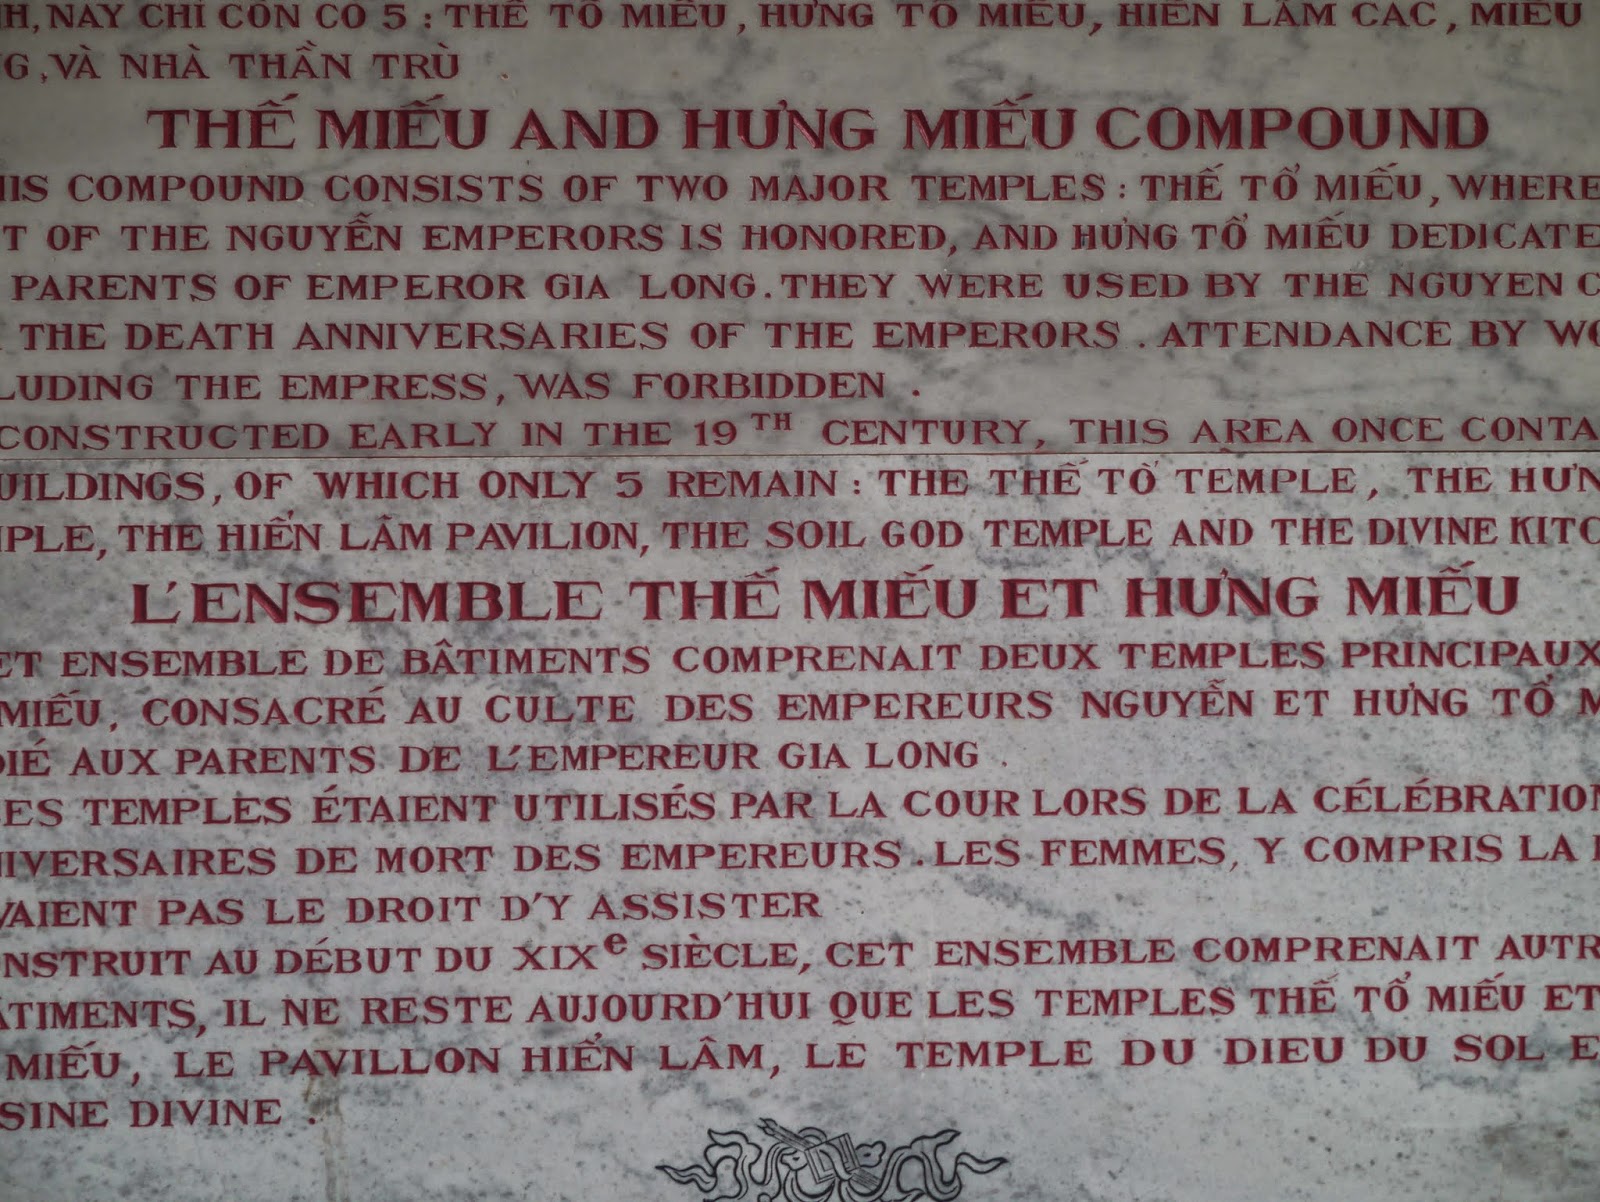 H, NAY CHỈ CÒN CÓ 5 : THẾ TỔ MIẾU, HƯNG TỔ MIẾU, HIỂN LÂM CÁC, MIẾU
G, VÀ NHÀ THẦN TRÙ
THẾ MIẾU AND HƯNG MIẾU COMPOUND
HIS COMPOUND CONSISTS OF TWO MAJOR TEMPLES : THẾ TỔ MIẾU, WHERE
T OF THE NGUYỄN EMPERORS IS HONORED, AND HƯNG TỔ MIẾU DEDICATE
PARENTS OF EMPEROR GIA LONG. THEY WERE USED BY THE NGUYEN C
THE DEATH ANNIVERSARIES OF THE EMPERORS . ATTENDANCE BY WO
LUDING THE EMPRESS, WAS FORBIDDEN .
CONSTRUCTED EARLY IN THE 19TH CENTURY, THIS AREA ONCE CONTA
UILDINGS, OF WHICH ONLY 5 REMAIN : THE THẾ TỔ TEMPLE, THE HƯN
PLE, THE HIỂN LÂM PAVILION, THE SOIL GOD TEMPLE AND THE DIVINE KITC
L'ENSEMBLE THẾ MIẾU ET HƯNG MIẾU
ET ENSEMBLE DE BÂTIMENTS COMPRENAIT DEUX TEMPLES PRINCIPAUX
MIẾU, CONSACRÉ AU CULTE DES EMPEREURS NGUYỄN ET HƯNG TỔ M
DIÉ AUX PARENTS DE L'EMPEREUR GIA LONG .
ES TEMPLES ÉTAIENT UTILISÉS PAR LA COUR LORS DE LA CÉLÉBRATION
NIVERSAIRES DE MORT DES EMPEREURS . LES FEMMES, Y COMPRIS LA
VAIENT PAS LE DROIT D'Y ASSISTER
NSTRUIT AU DÉBUT DU XIXe SIÈCLE, CET ENSEMBLE COMPRENAIT AUTR
ÂTIMENTS, IL NE RESTE AUJOURD'HUI QUE LES TEMPLES THẾ TỔ MIẾU ET
MIẾU, LE PAVILLON HIỂN LÂM, LE TEMPLE DU DIEU DU SOL E
SINE DIVINE .